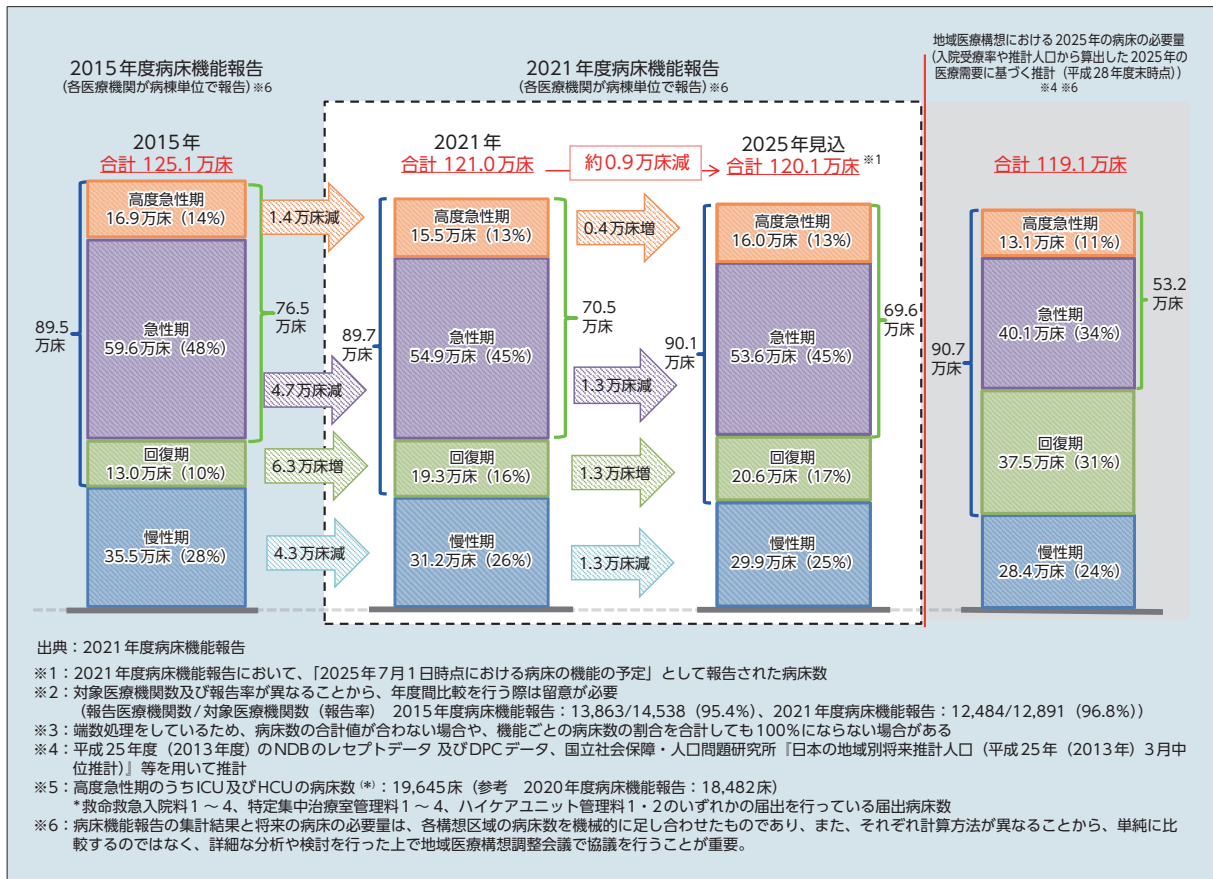 2015年度病床機能報告
(各医療機関が病棟単位で報告)※6
2021年度病床機能報告
(各医療機関が病棟単位で報告)※6
地域医療構想における2025年の病床の必要量
(入院受療率や推計人口から算出した2025年の
医療需要に基づく推計(平成28年度末時点))
※4 ※6
2015年
合計 125.1万床
高度急性期
16.9万床(14%)
急性期
59.6万床(48%)
回復期
13.0万床(10%)
慢性期
35.5万床(28%)
89.5
万床
76.5
万床
1.4万床減
4.7万床減
6.3万床増
4.3万床減
2021年
合計 121.0万床
高度急性期
15.5万床(13%)
急性期
54.9万床(45%)
回復期
19.3万床(16%)
慢性期
31.2万床(26%)
89.7
万床
70.5
万床
約0.9万床減
0.4万床増
1.3万床減
1.3万床増
1.3万床減
2025年見込
合計 120.1万床 ※1
高度急性期
16.0万床(13%)
急性期
53.6万床(45%)
回復期
20.6万床(17%)
慢性期
29.9万床(25%)
90.1
万床
69.6
万床
合計 119.1万床
高度急性期
13.1万床(11%)
急性期
40.1万床(34%)
回復期
37.5万床(31%)
慢性期
28.4万床(24%)
90.7
万床
53.2
万床
出典:2021年度病床機能報告
※1:2021年度病床機能報告において、「2025年7月1日時点における病床の機能の予定」として報告された病床数
※2:対象医療機関数及び報告率が異なることから、年度間比較を行う際は留意が必要
(報告医療機関数/対象医療機関数(報告率) 2015年度病床機能報告:13,863/14,538(95.4%)、2021年度病床機能報告:12,484/12,891(96.8%))
※3:端数処理をしているため、病床数の合計値が合わない場合や、機能ごとの病床数の割合を合計しても100%にならない場合がある
※4:平成25年度(2013年度)のNDBのレセプトデータ 及びDPCデータ、国立社会保障・人口問題研究所『日本の地域別将来推計人口(平成25年(2013年)3月中
位推計)』等を用いて推計
※5:高度急性期のうちICU及びHCUの病床数(*):19,645床(参考 2020年度病床機能報告:18,482床)
*救命救急入院料1~4、特定集中治療室管理料1~4、ハイケアユニット管理料1・2のいずれかの届出を行っている届出病床数
※6:病床機能報告の集計結果と将来の病床の必要量は、各構想区域の病床数を機械的に足し合わせたものであり、また、それぞれ計算方法が異なることから、単純に比
較するのではなく、詳細な分析や検討を行った上で地域医療構想調整会議で協議を行うことが重要。